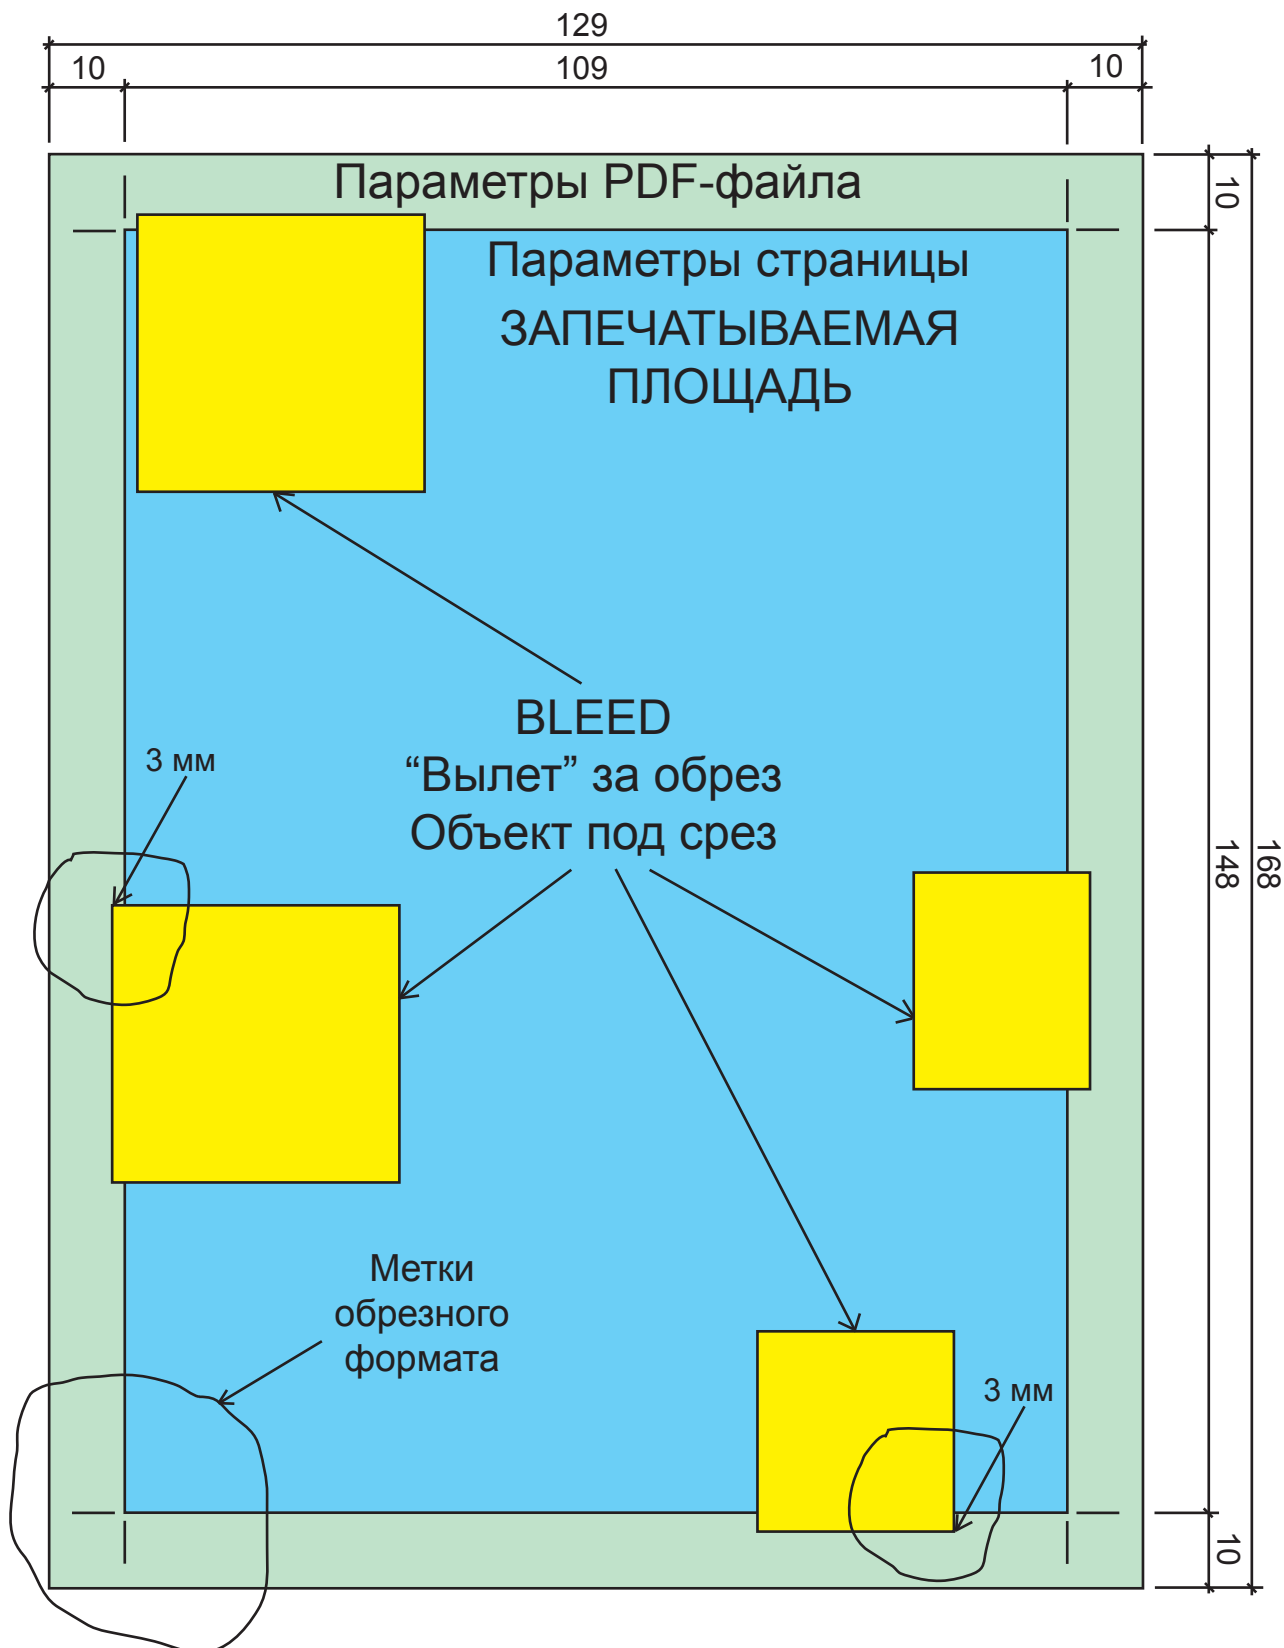 129
10
109
10
Параметры PDF-файла
10
Параметры страницы
ЗАПЕЧАТЫВАЕМАЯ
ПЛОЩАДЬ
BLEED
“Вылет” за обрез
Объект под срез
3 мм
148
168
Метки
обрезного
формата
3 мм
10